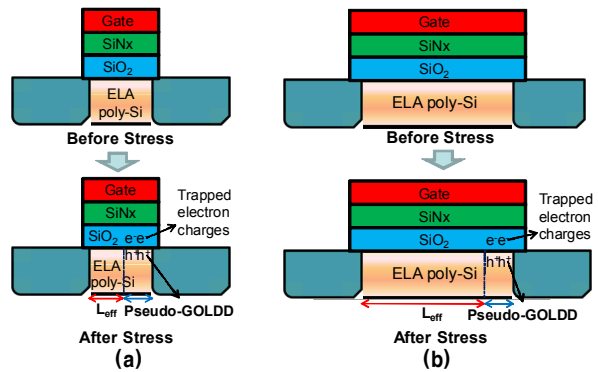 Gate
SiNx
SiO2
ELA
poly-Si
Before Stress
Gate
SiNx
SiO2 e-e-
Trapped
electron
charges
ELA
poly-Si
h+h+
Leff
Pseudo-GOLDD
After Stress
(a)
Gate
SiNx
SiO2
ELA poly-Si
Before Stress
Gate
SiNx
SiO2 e-e-
Trapped
electron
charges
ELA poly-Si
h+h+
Leff
Pseudo-GOLDD
After Stress
(b)